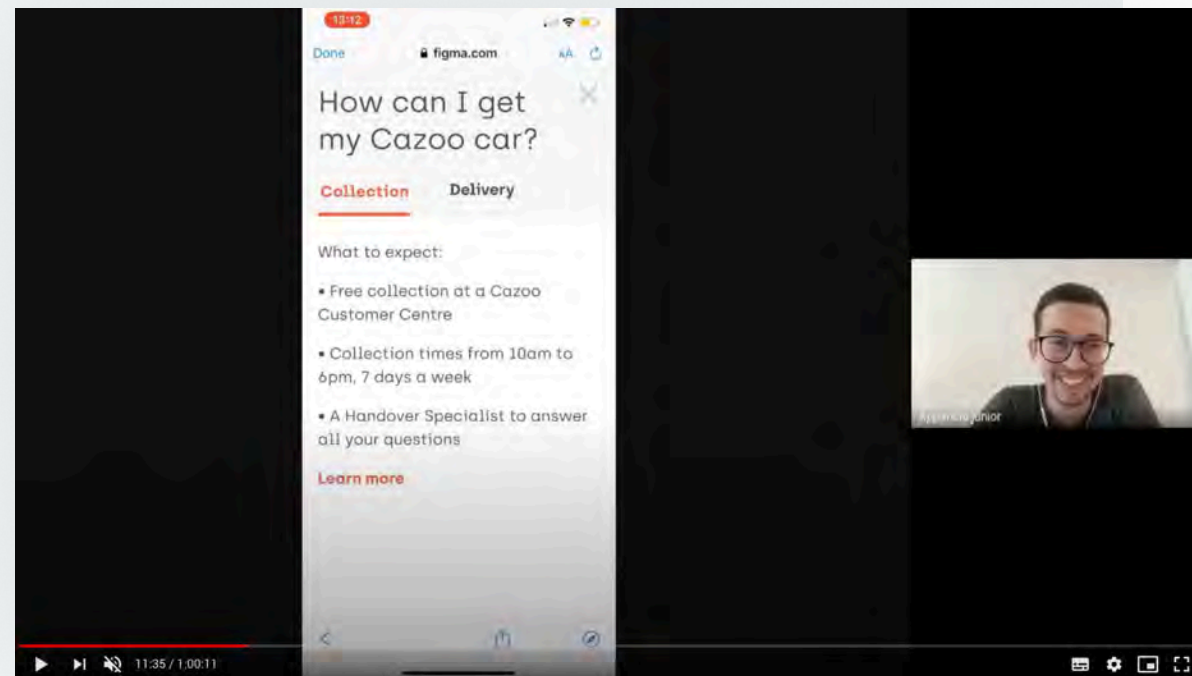 13:12
Done
figma.com
AA
How can I get
my Cazoo car?
Collection
Delivery
What to expect:
• Free collection at a Cazoo
Customer Centre
• Collection times from 10am to
6pm, 7 days a week
• A Handover Specialist to answer
all your questions
Learn more
junior
11:35 / 1:00:11